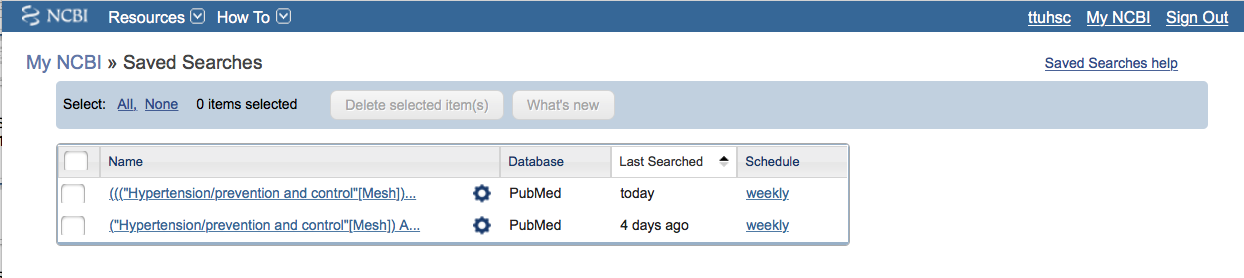 NCBI Resources How To ttuhsc My NCBI Sign Out
My NCBI » Saved Searches Saved Searches help
Select: All, None 0 items selected Delete selected item(s) What's new
Name Database Last Searched Schedule
((("Hypertension/prevention and control"[Mesh])... PubMed today weekly
("Hypertension/prevention and control"[Mesh]) A... PubMed 4 days ago weekly